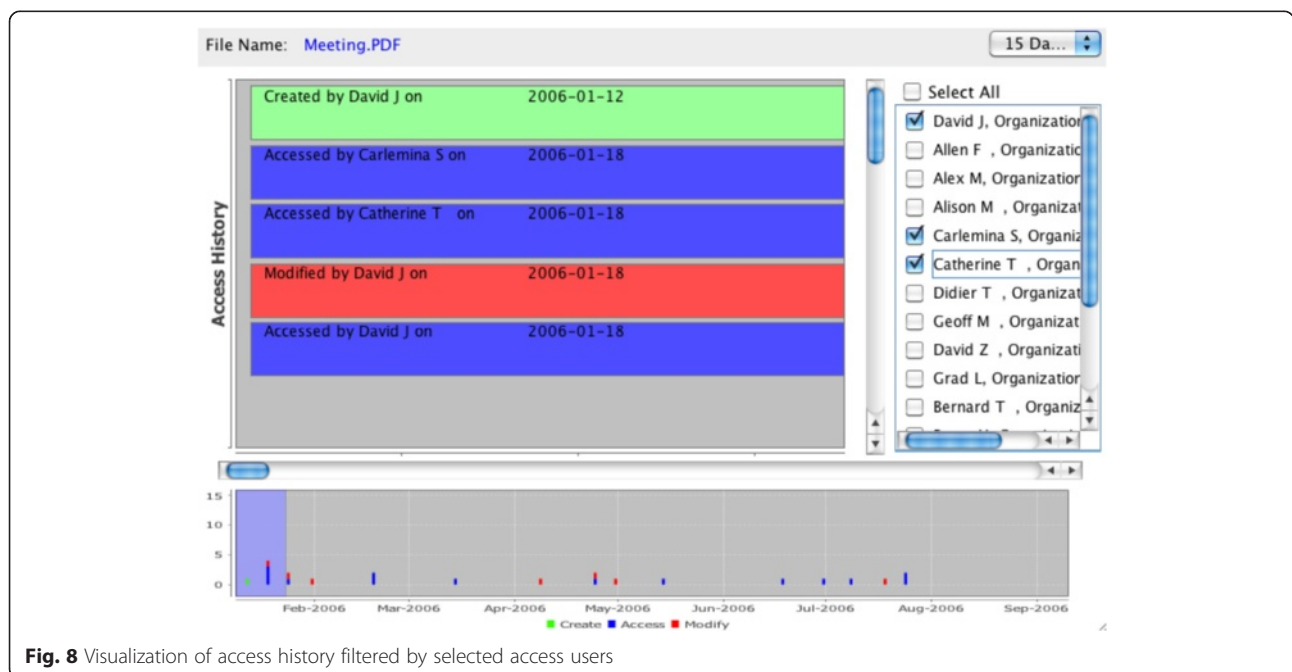 File Name: Meeting.PDF
15 Da...
Access History
Created by David J on 2006-01-12
Accessed by Carlemina S on 2006-01-18
Accessed by Catherine T on 2006-01-18
Modified by David J on 2006-01-18
Accessed by David J on 2006-01-18
Select All
David J, Organization
Allen F , Organizatio
Alex M, Organization
Alison M , Organizat
Carlemina S, Organiz
Catherine T , Organ
Didier T , Organizat
Geoff M , Organizat
David Z , Organizati
Grad L, Organization
Bernard T , Organiz
15
10
5
0
Feb-2006 Mar-2006 Apr-2006 May-2006 Jun-2006 Jul-2006 Aug-2006 Sep-2006
Create Access Modify
Fig. 8 Visualization of access history filtered by selected access users